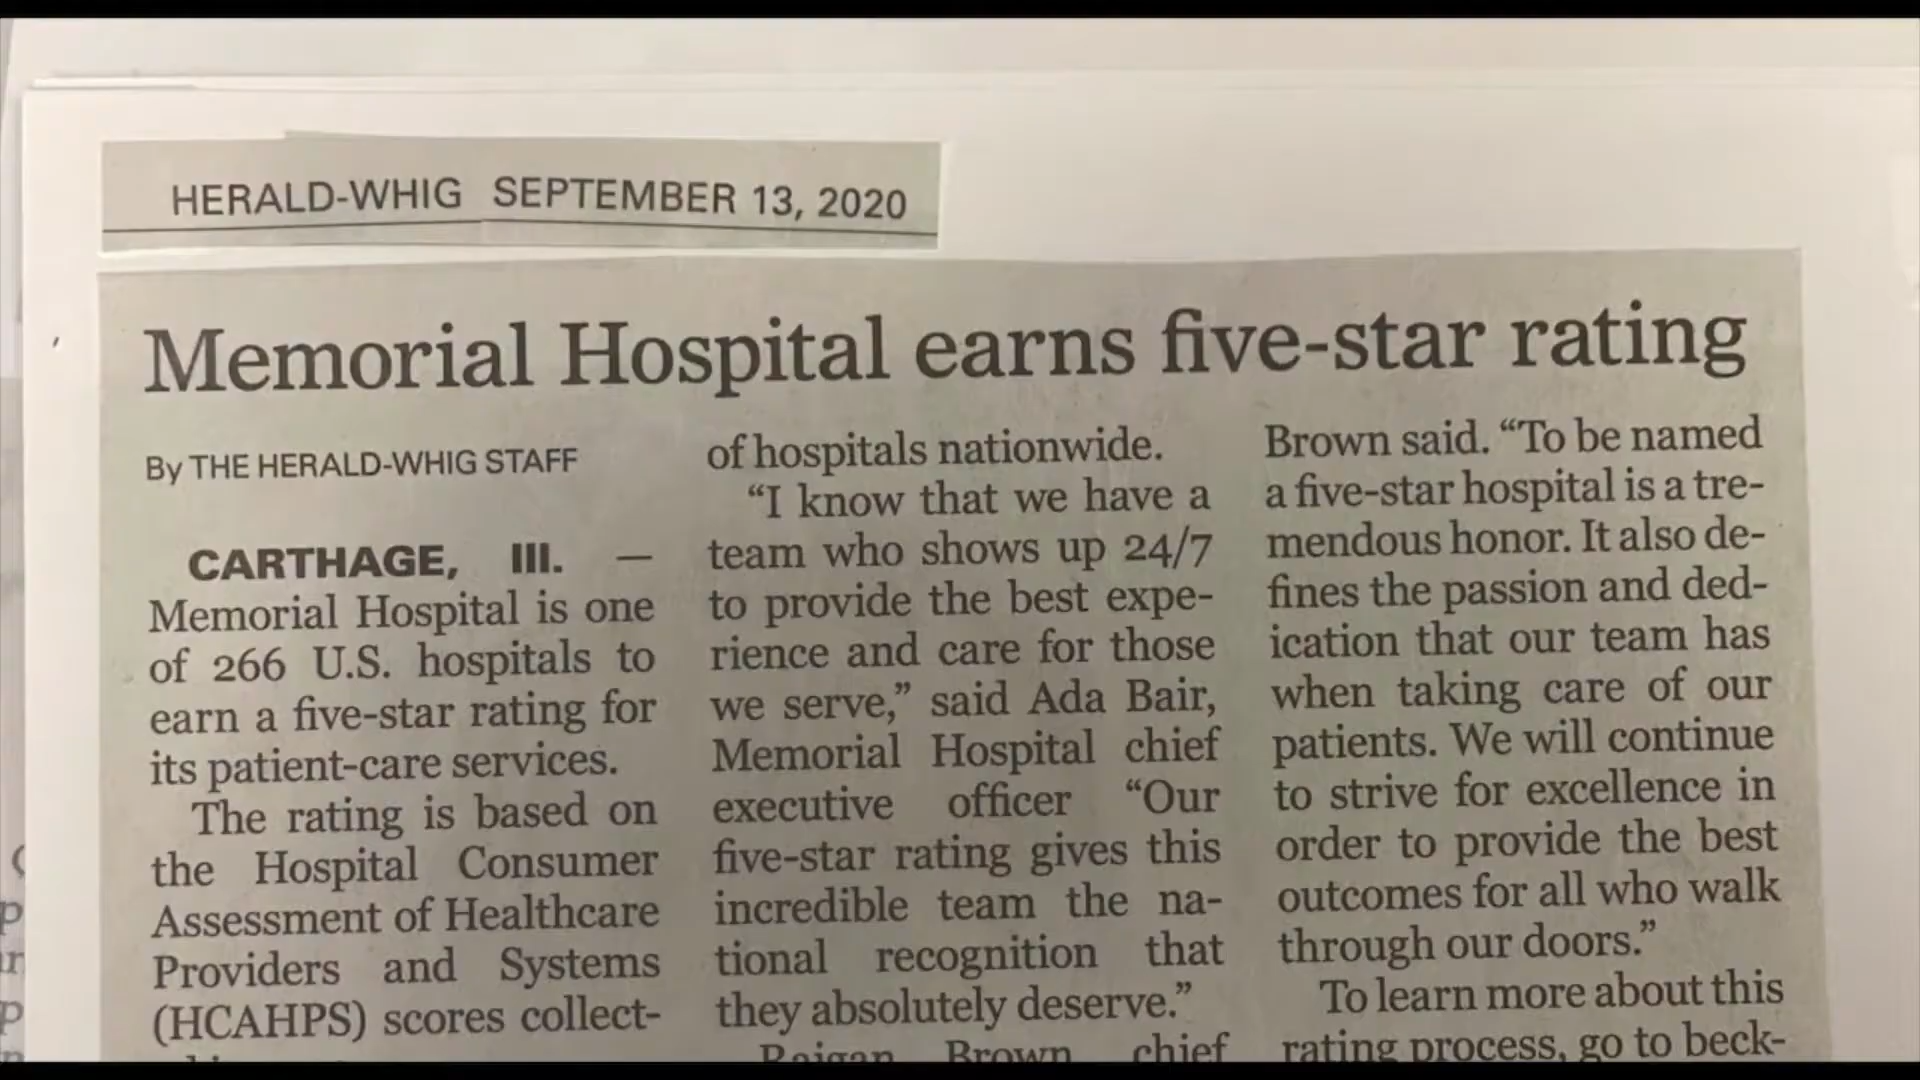 HERALD-WHIG SEPTEMBER 13, 2020
Memorial Hospital earns five-star rating
By THE HERALD-WHIG STAFF
CARTHAGE, Ill. —
Memorial Hospital is one
of 266 U.S. hospitals to
earn a five-star rating for
its patient-care services.
The rating is based on
the Hospital Consumer
Assessment of Healthcare
Providers and Systems
(HCAHPS) scores collect-
of hospitals nationwide.
“I know that we have a
team who shows up 24/7
to provide the best expe-
rience and care for those
we serve,” said Ada Bair,
Memorial Hospital chief
executive officer “Our
five-star rating gives this
incredible team the na-
tional recognition that
they absolutely deserve.”
Reigan Brown chief
Brown said. “To be named
a five-star hospital is a tre-
mendous honor. It also de-
fines the passion and ded-
ication that our team has
when taking care of our
patients. We will continue
to strive for excellence in
order to provide the best
outcomes for all who walk
through our doors.”
To learn more about this
rating process, go to beck-